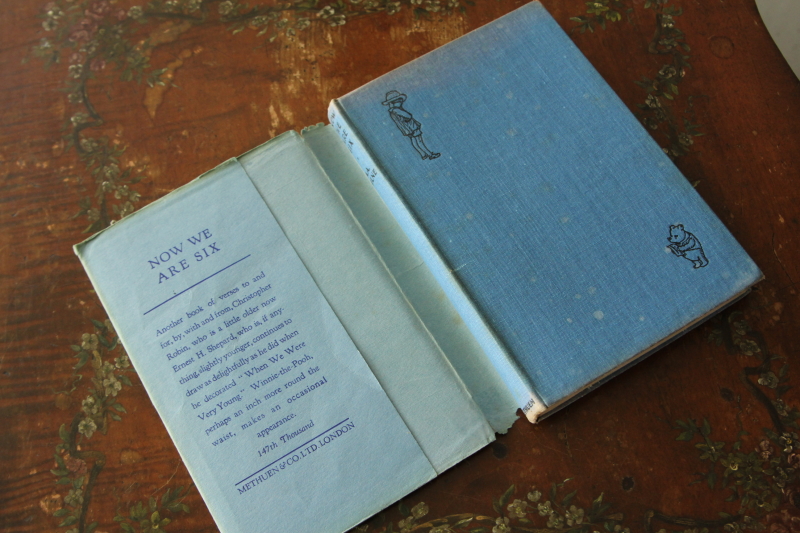 NOW WE
ARE SIX
Another book of verses to and
for, by, with and from, Christopher
Robin, who is a little older now
Ernest H. Shepard, who is, if any-
thing, slightly younger, continues to
draw as delightfully as he did when
he decorated "When We Were
Very Young." Winnie-the-Pooh,
perhaps an inch more round the
waist, makes an occasional
appearance.
147th Thousand
METHUEN & CO. LTD. LONDON